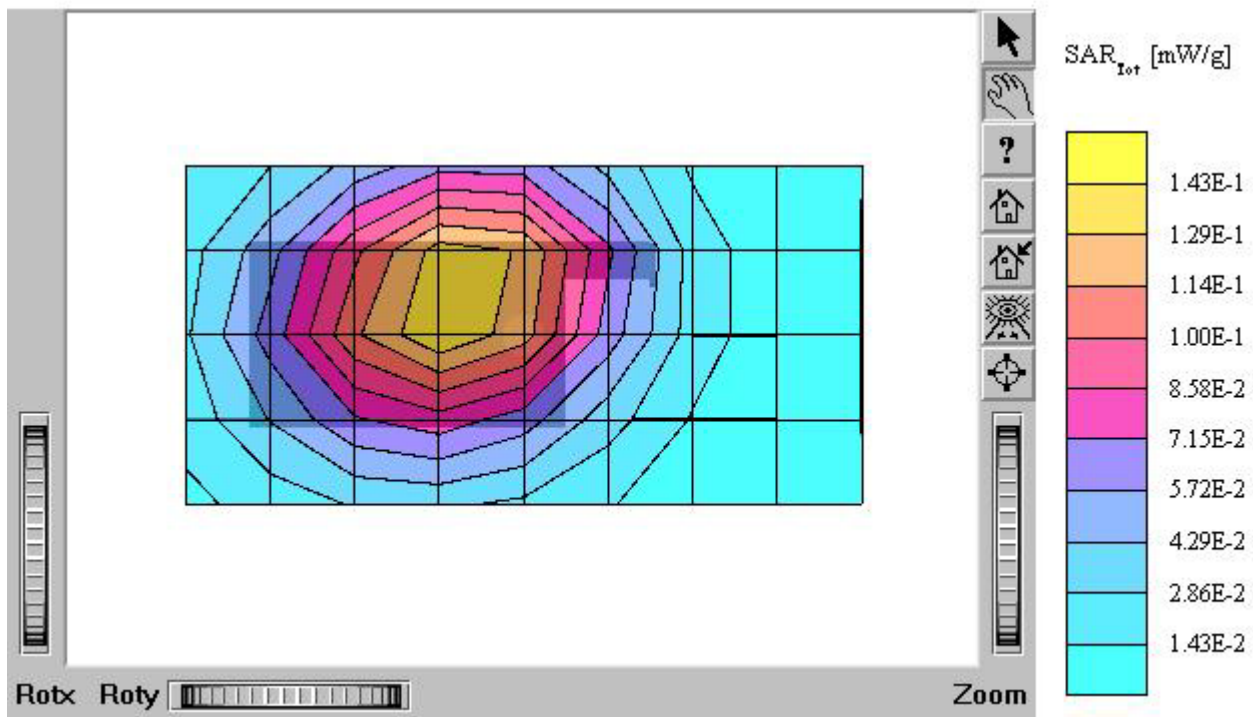 SAR_Tot [mW/g]
?
1.43E-1
1.29E-1
1.14E-1
1.00E-1
8.58E-2
7.15E-2
5.72E-2
4.29E-2
2.86E-2
1.43E-2
Rotx Roty Zoom